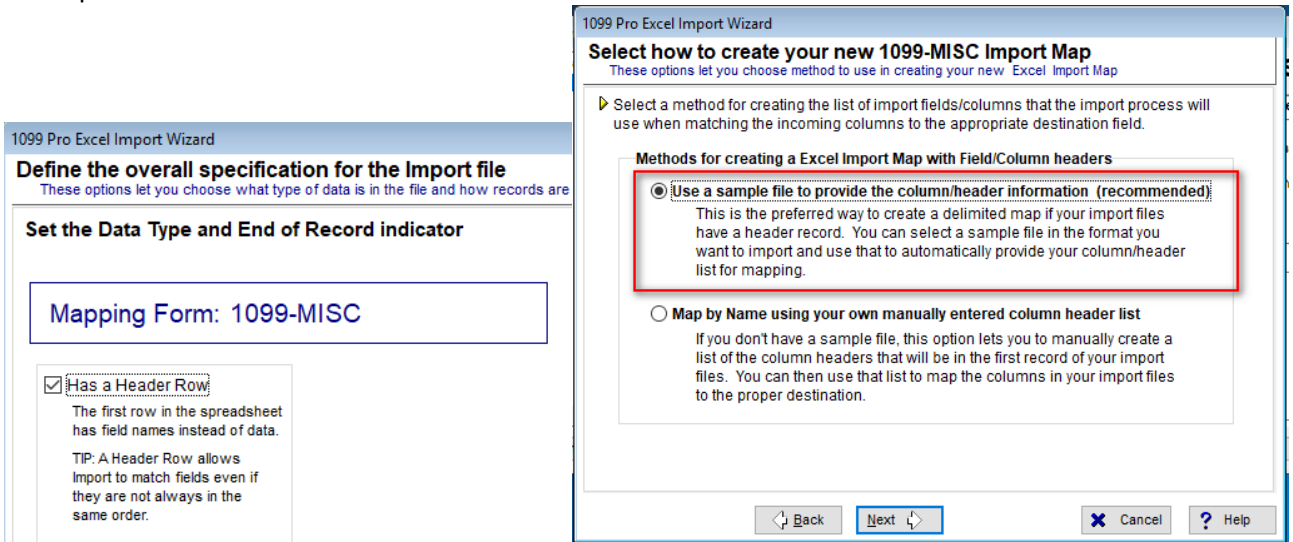 1099 Pro Excel Import Wizard
Define the overall specification for the Import file
These options let you choose what type of data is in the file and how records are
Set the Data Type and End of Record indicator
Mapping Form: 1099-MISC
Has a Header Row
The first row in the spreadsheet
has field names instead of data.
TIP: A Header Row allows
Import to match fields even if
they are not always in the
same order.
1099 Pro Excel Import Wizard
Select how to create your new 1099-MISC Import Map
These options let you choose method to use in creating your new Excel Import Map
Select a method for creating the list of import fields/columns that the import process will
use when matching the incoming columns to the appropriate destination field.
Methods for creating a Excel Import Map with Field/Column headers
Use a sample file to provide the column/header information (recommended)
This is the preferred way to create a delimited map if your import files
have a header record. You can select a sample file in the format you
want to import and use that to automatically provide your column/header
list for mapping.
Map by Name using your own manually entered column header list
If you don't have a sample file, this option lets you to manually create a
list of the column headers that will be in the first record of your import
files. You can then use that list to map the columns in your import files
to the proper destination.
Back Next Cancel ? Help